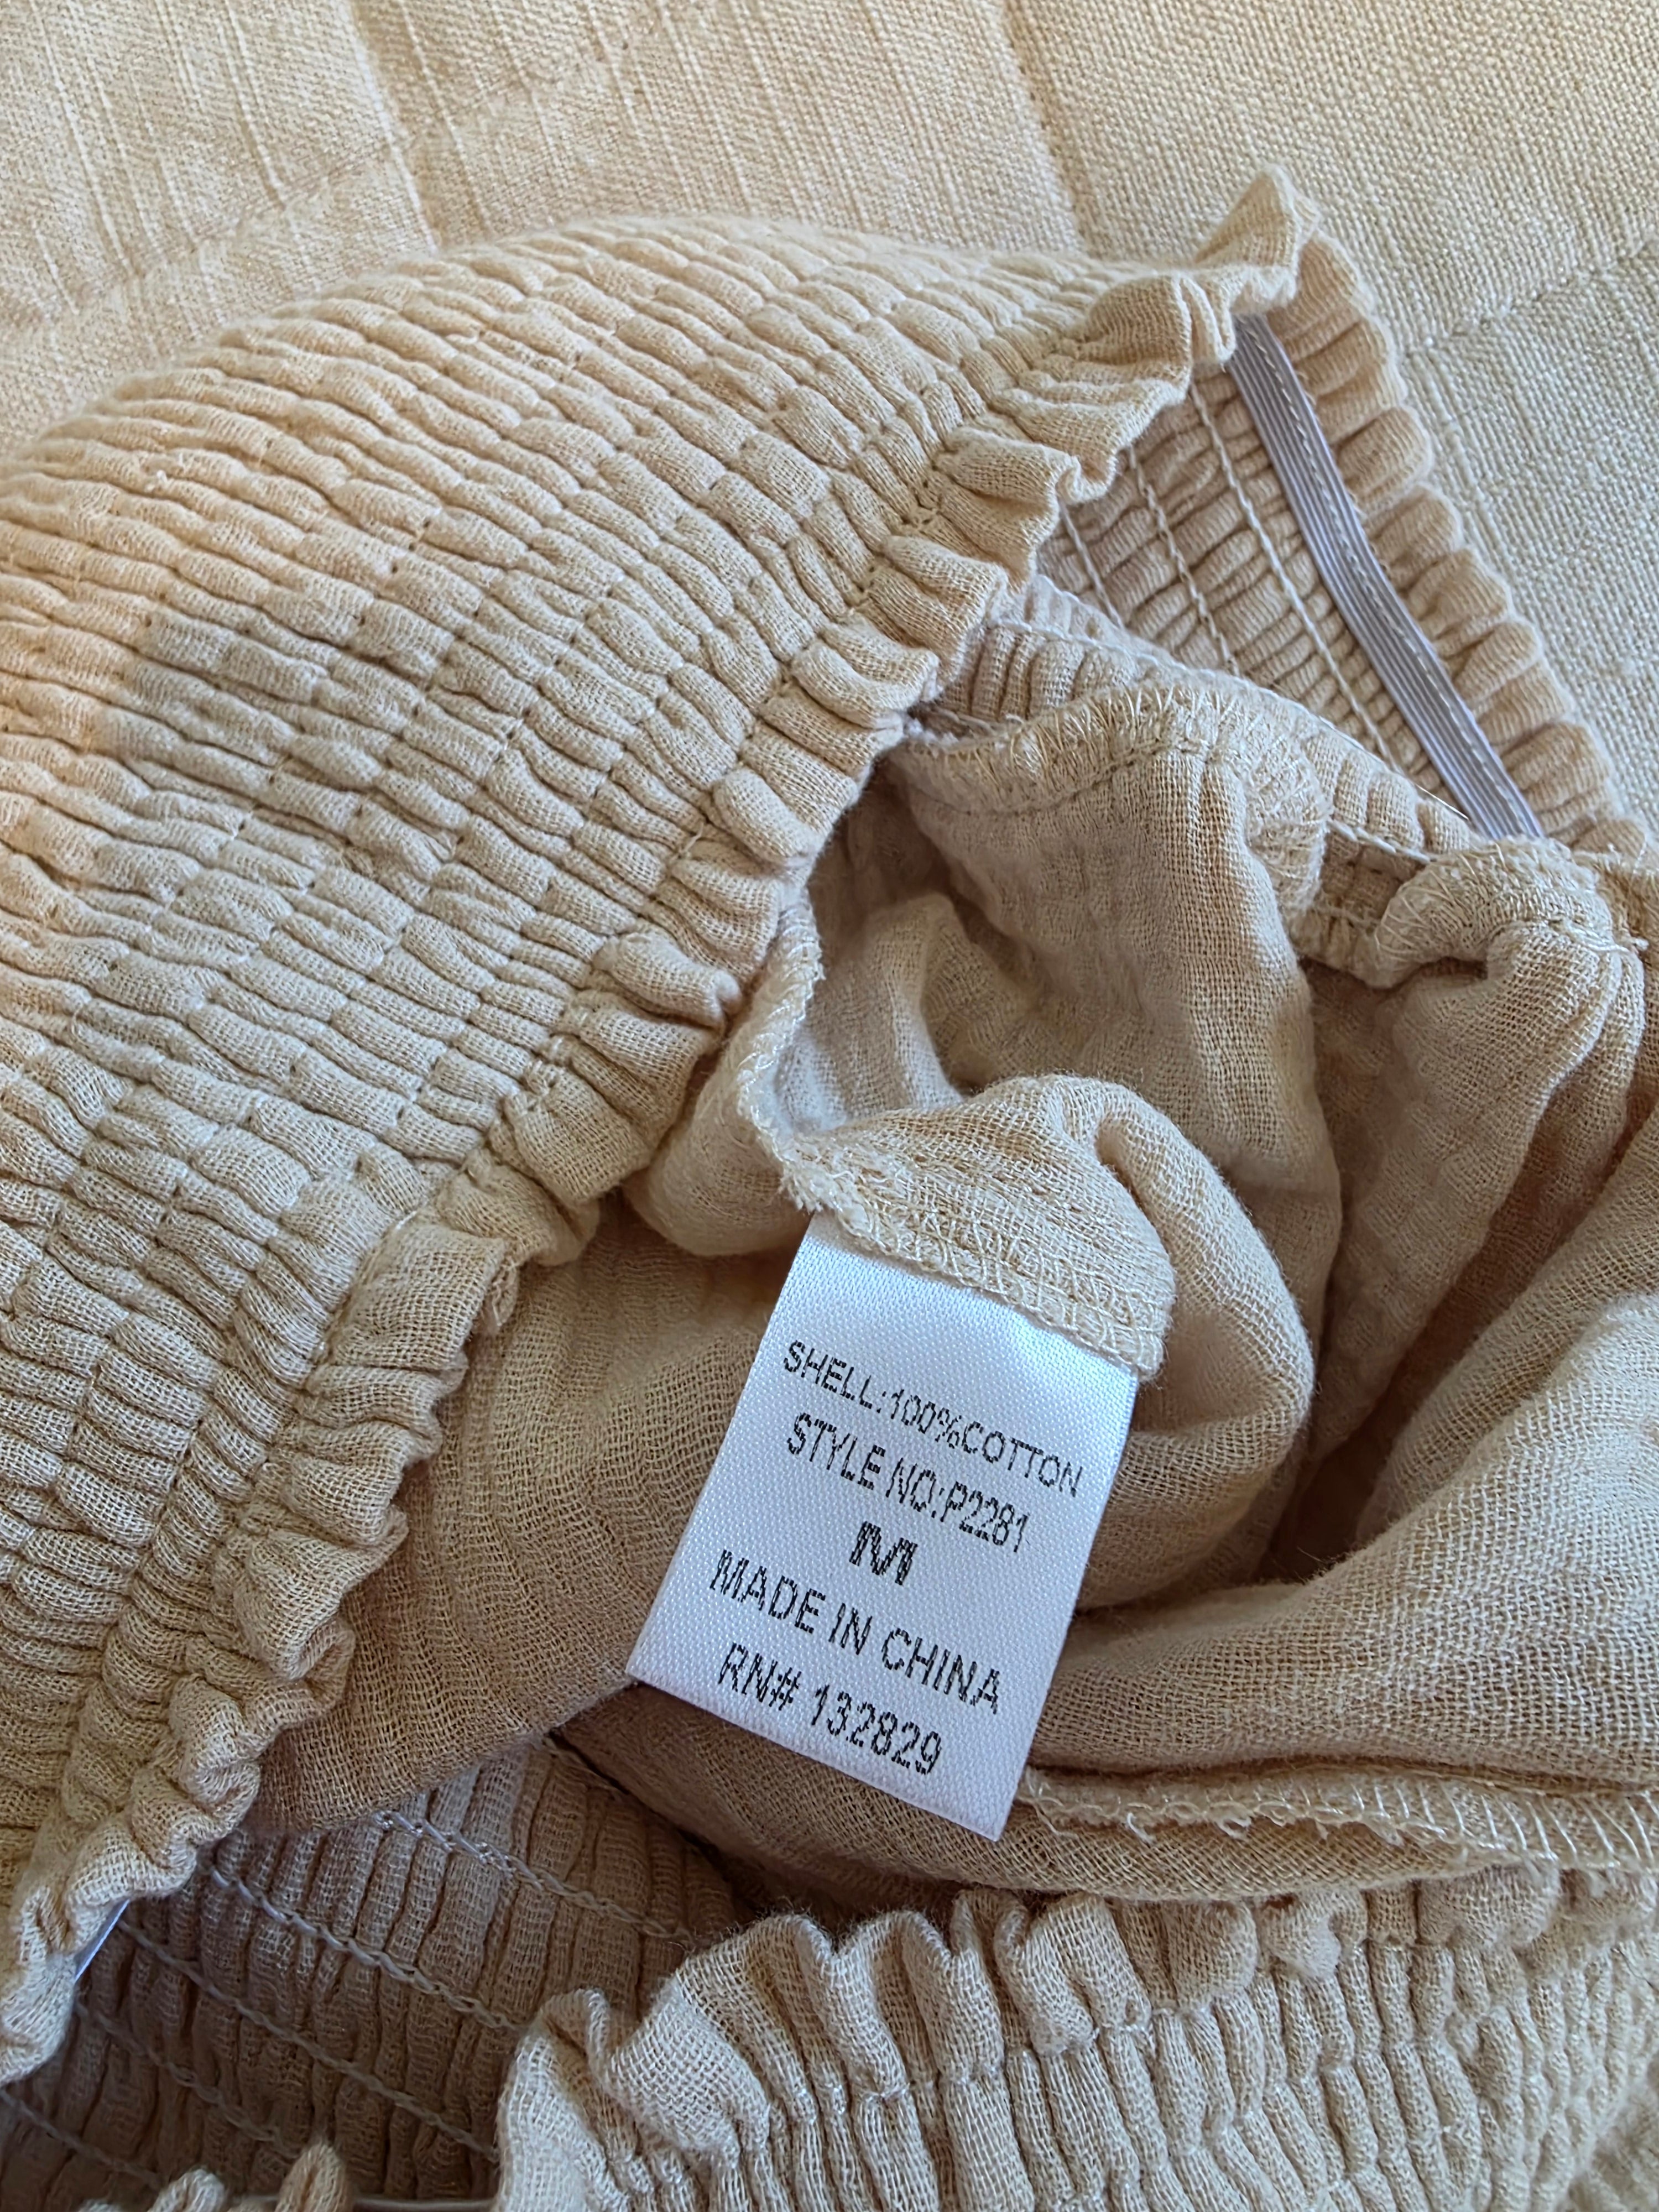 SHELL:100%COTTON
STYLE NO:P2281
M
MADE IN CHINA
RN# 132829